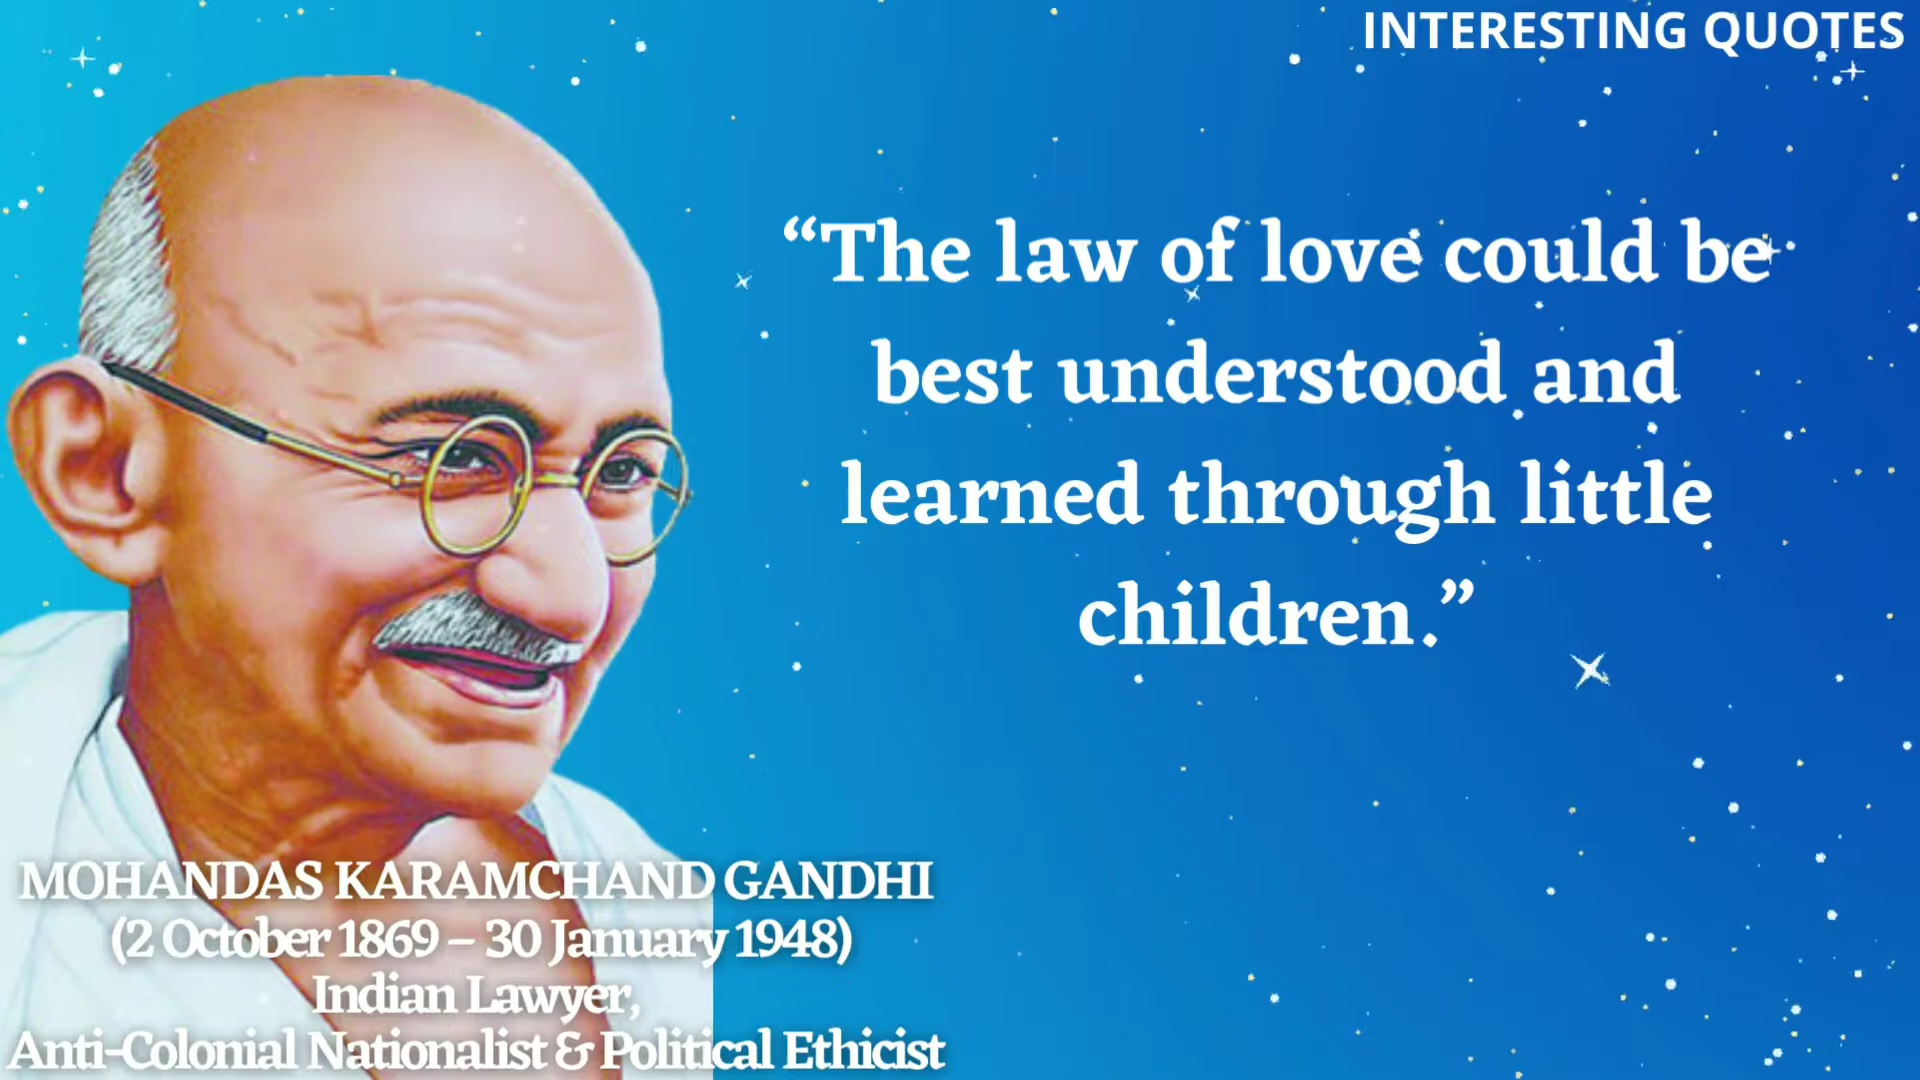 INTERESTING QUOTES
“The law of love could be
best understood and
learned through little
children.”
MOHANDAS KARAMCHAND GANDHI
(2 October 1869 – 30 January 1948)
Indian Lawyer,
Anti-Colonial Nationalist & Political Ethicist